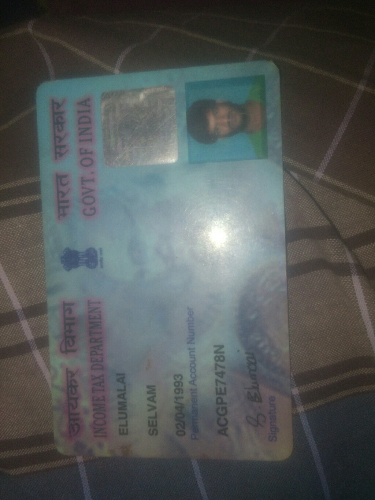 आयकर विभाग
INCOME TAX DEPARTMENT
भारत सरकार
GOVT. OF INDIA
ELUMALAI
SELVAM
02/04/1993
Permanent Account Number
ACGPE7478N
Signature